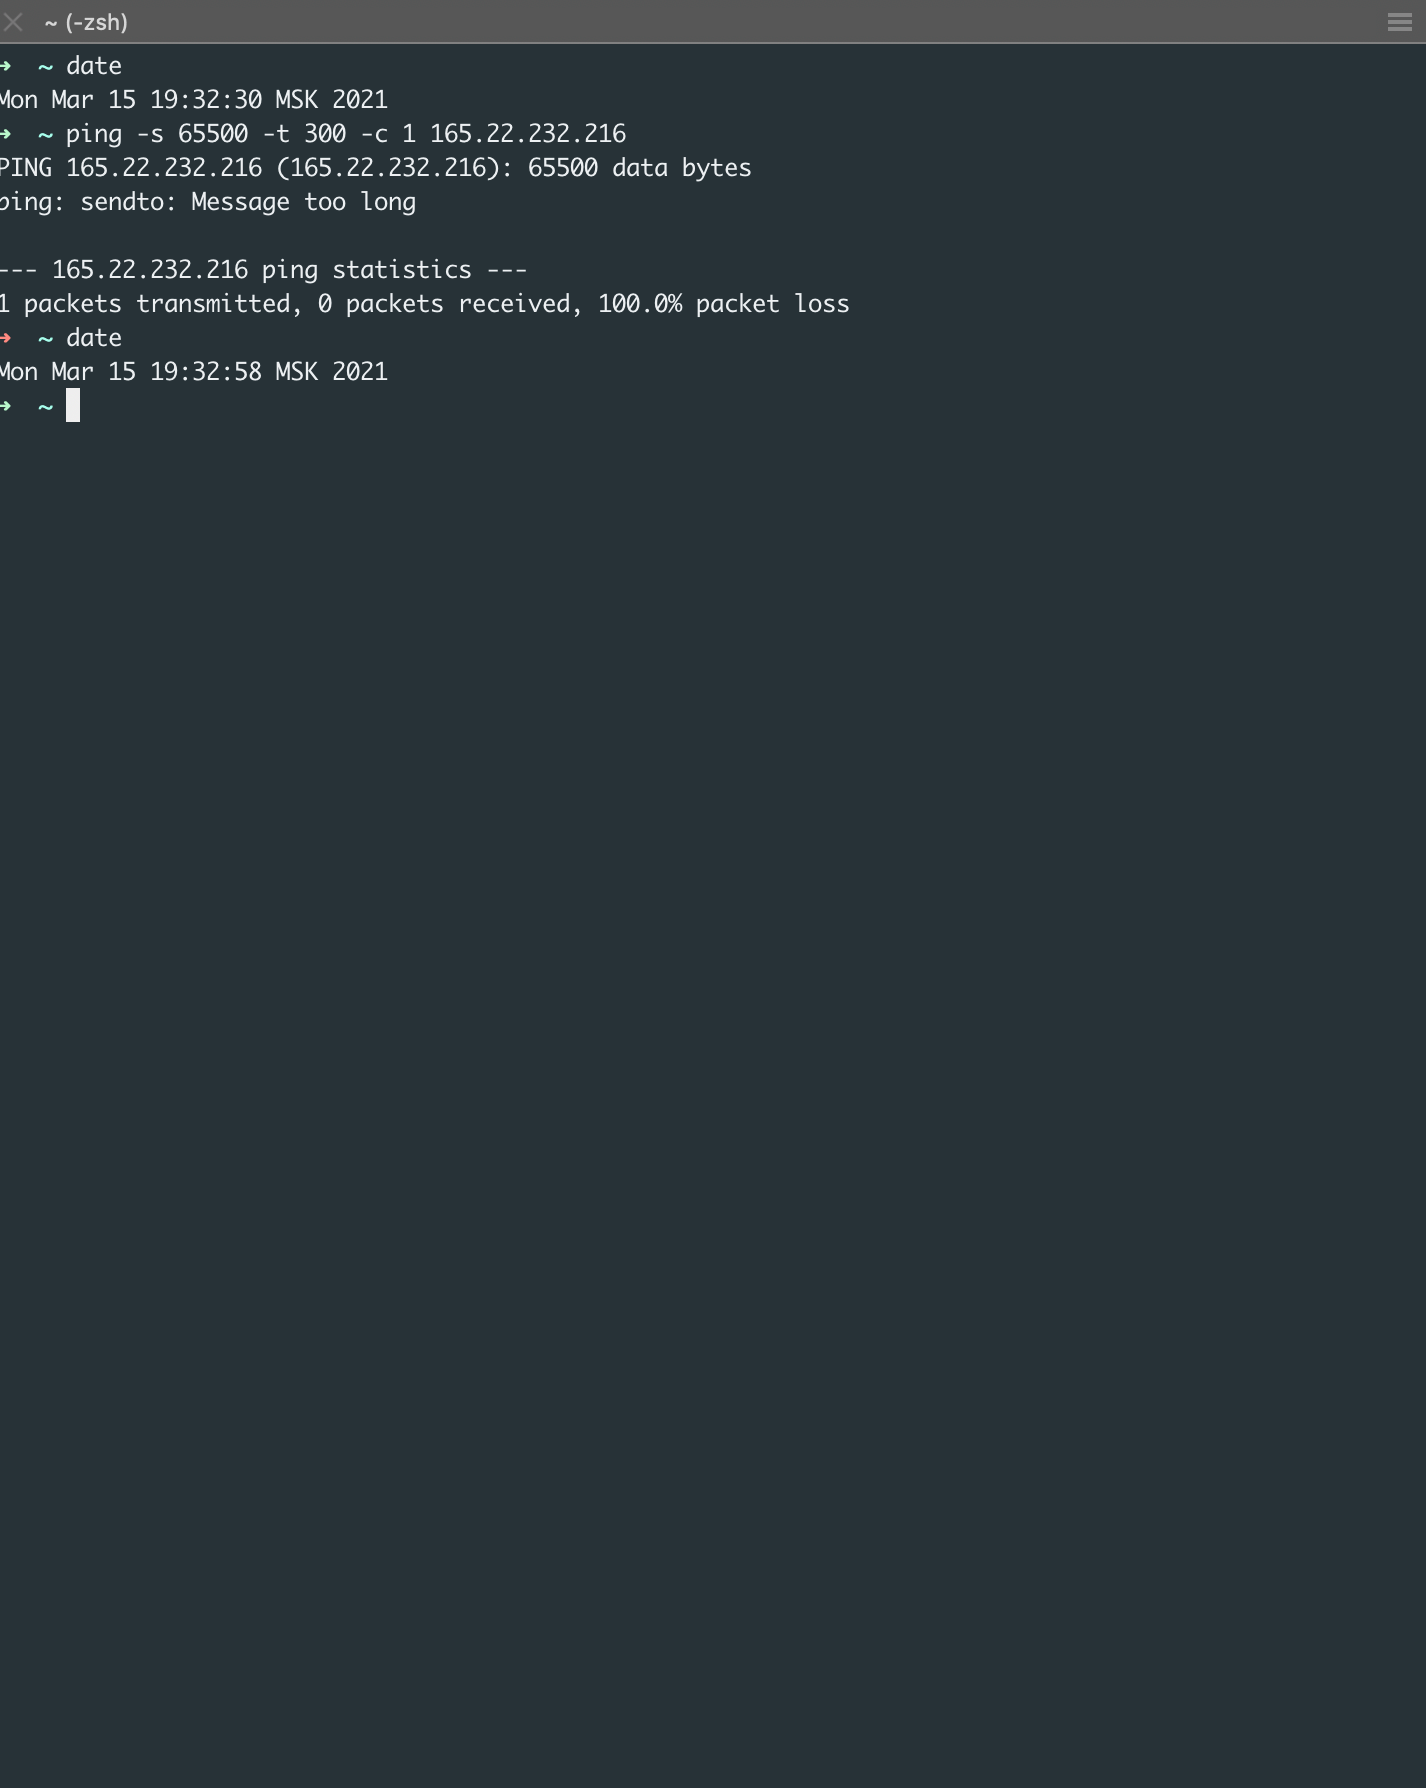 ~ (-zsh)
➜ ~ date
Mon Mar 15 19:32:30 MSK 2021
➜ ~ ping -s 65500 -t 300 -c 1 165.22.232.216
PING 165.22.232.216 (165.22.232.216): 65500 data bytes
ping: sendto: Message too long
--- 165.22.232.216 ping statistics ---
1 packets transmitted, 0 packets received, 100.0% packet loss
➜ ~ date
Mon Mar 15 19:32:58 MSK 2021
➜ ~